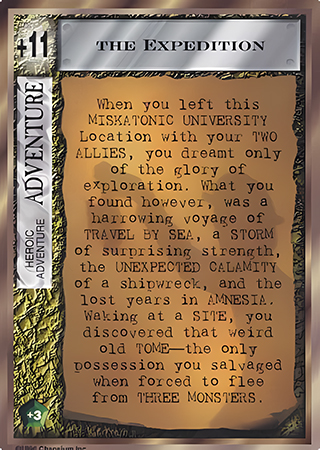 +11
THE EXPEDITION
HEROIC
ADVENTURE
ADVENTURE
When you left this
MISKATONIC UNIVERSITY
Location with your TWO
ALLIES, you dreamt only
of the glory of
exploration. What you
found however, was a
harrowing voyage of
TRAVEL BY SEA, a STORM
of surprising strength,
the UNEXPECTED CALAMITY
of a shipwreck, and the
lost years in AMNESIA.
Waking at a SITE, you
discovered that weird
old TOME—the only
possession you salvaged
when forced to flee
from THREE MONSTERS.
+3
Chaosium Inc.